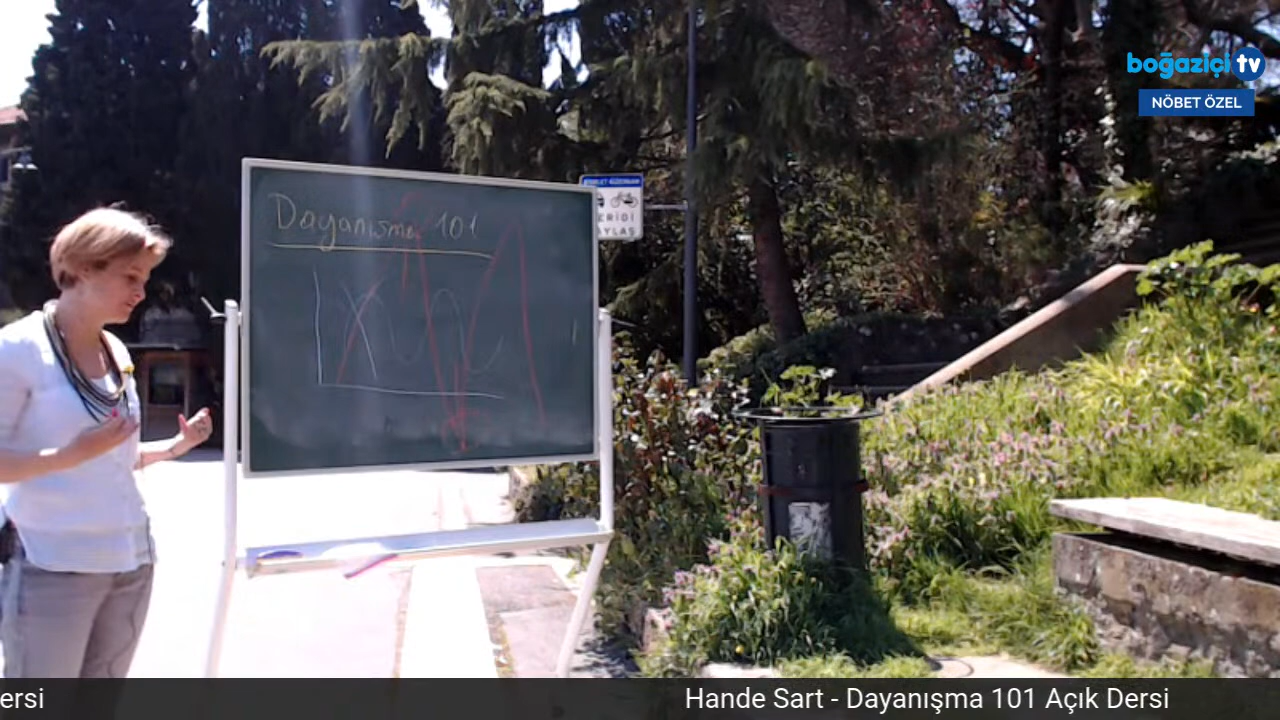 boğaziçi tv
NÖBET ÖZEL
Dayanışma 101
ersi
Hande Sart - Dayanışma 101 Açık Dersi